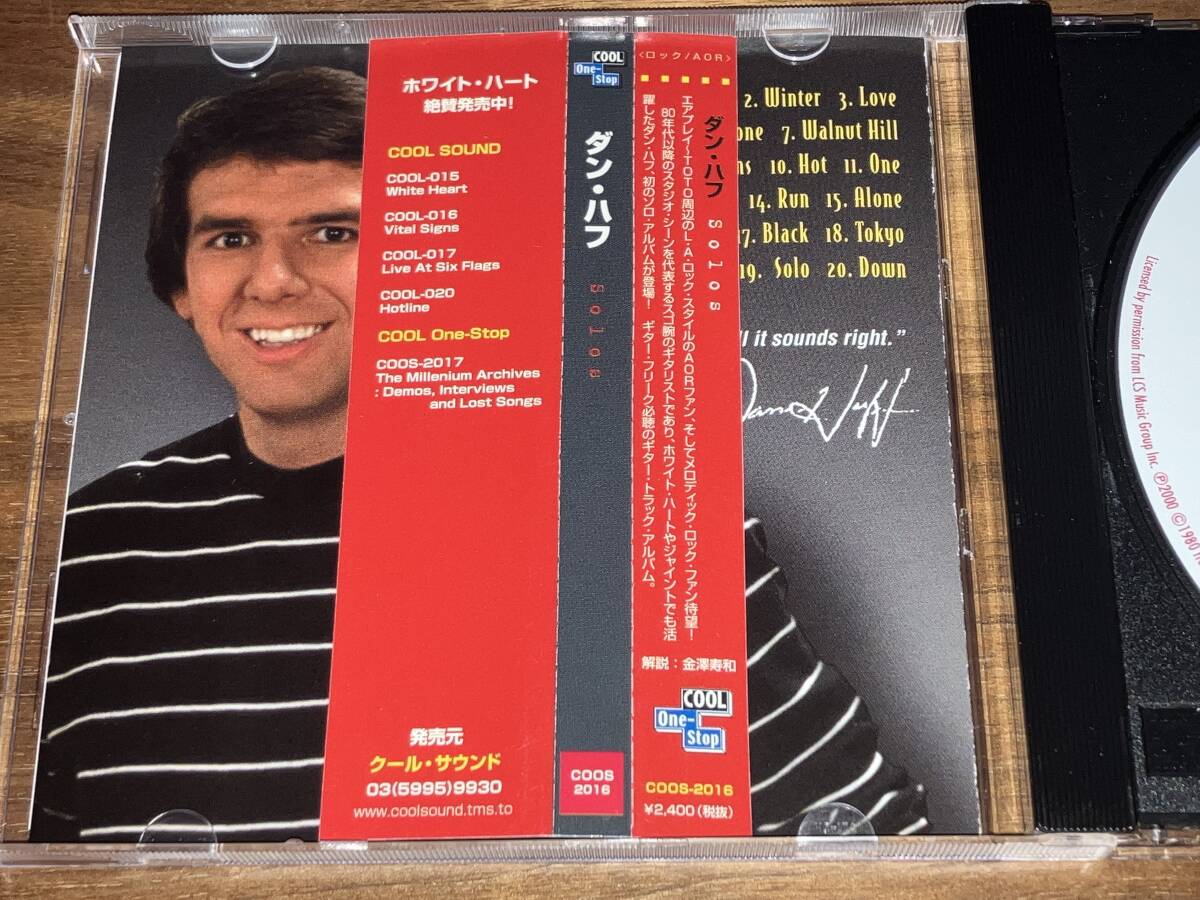 ホワイト・ハート
絶賛発売中!
COOL SOUND
COOL-015
White Heart
COOL-016
Vital Signs
COOL-017
Live At Six Flags
COOL-020
Hotline
COOL One-Stop
COOS-2017
The Millenium Archives
: Demos, Interviews
and Lost Songs
発売元
クール・サウンド
03(5995)9930
www.coolsound.tms.to
COOL
One-
Stop
ダン・ハフ
Solos
COOS
2016
<ロック/AOR>
ダン・ハフ Solos
エアプレイ〜TOTO周辺のL.A.ロック・スタイルのAORファン、そしてメロディック・ロック・ファン待望!
80年代以降のスタジオ・シーンを代表するスゴ腕のギタリストであり、ホワイト・ハートやジャイアントでも活
躍したダン・ハフ、初のソロ・アルバムが登場! ギター・フリーク必聴のギター・トラック・アルバム。
解説:金澤寿和
COOL
One-
Stop
COOS-2016
¥2,400(税抜)
2. Winter 3. Love
one 7. Walnut Hill
ns 10. Hot 11. One
14. Run 15. Alone
17. Black 18. Tokyo
19. Solo 20. Down
ll it sounds right."
Dann Huff
Licensed by permission from LCS Music Group Inc. ℗2000 ©1980